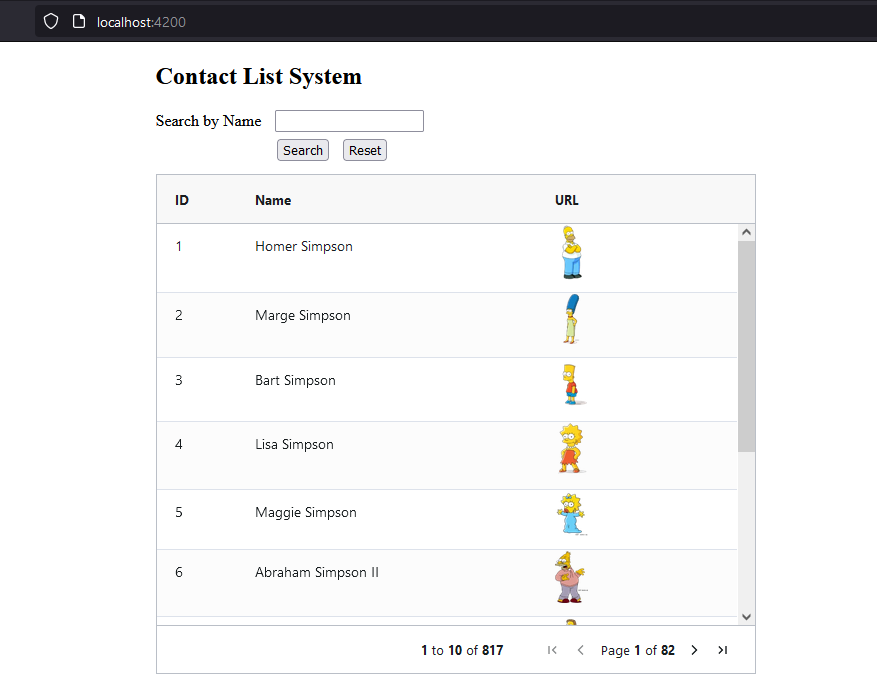 localhost:4200
Contact List System
Search by Name
Search Reset
ID Name URL
1 Homer Simpson
2 Marge Simpson
3 Bart Simpson
4 Lisa Simpson
5 Maggie Simpson
6 Abraham Simpson II
1 to 10 of 817 Page 1 of 82